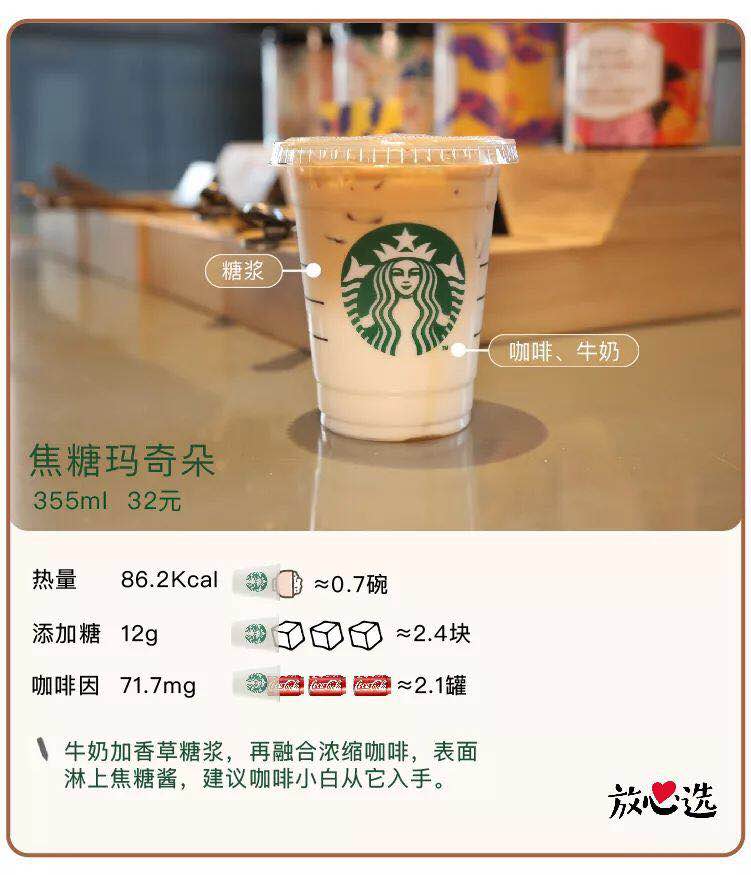 糖浆
咖啡、牛奶
焦糖玛奇朵
355ml 32元
热量 86.2Kcal ≈0.7碗
添加糖 12g ≈2.4块
咖啡因 71.7mg ≈2.1罐
牛奶加香草糖浆，再融合浓缩咖啡，表面
淋上焦糖酱，建议咖啡小白从它入手。
放心选